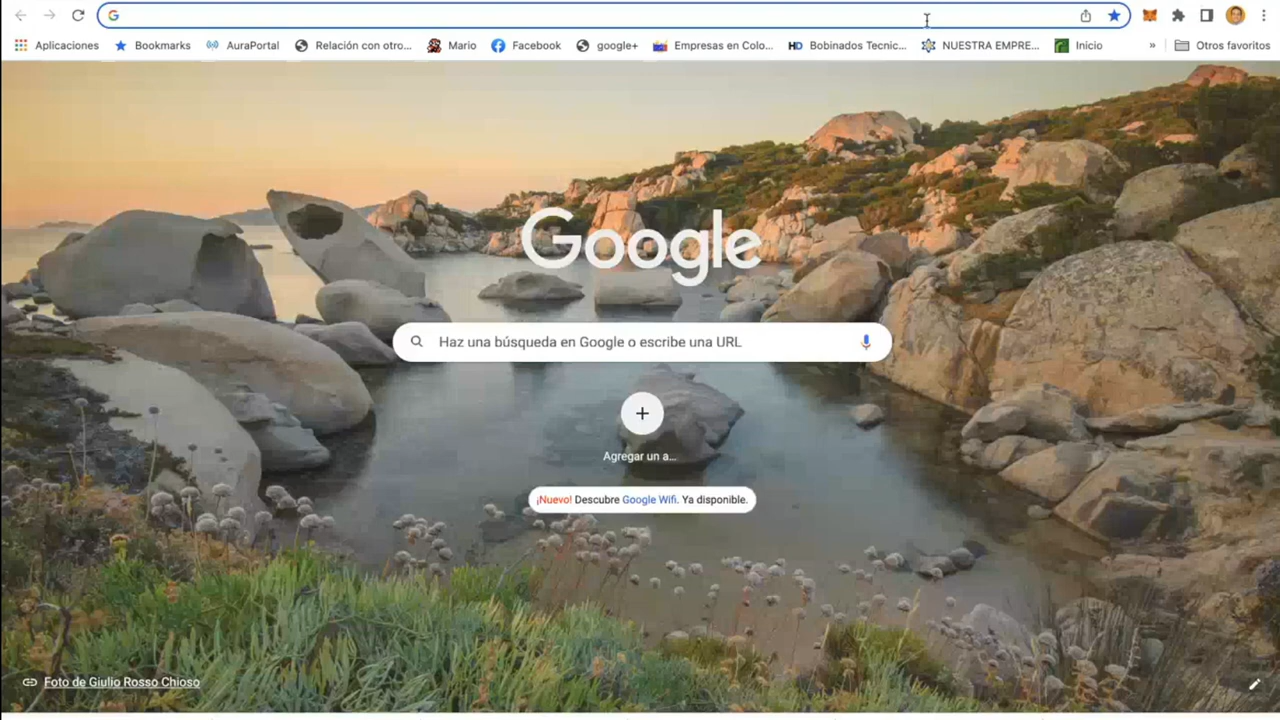 Aplicaciones Bookmarks AuraPortal Relación con otro... Mario Facebook google+ Empresas en Colo... HD Bobinados Tecnic... NUESTRA EMPRE... Inicio » Otros favoritos
Google
Haz una búsqueda en Google o escribe una URL
Agregar un a...
¡Nuevo! Descubre Google Wifi. Ya disponible.
Foto de Giulio Rosso Chioso